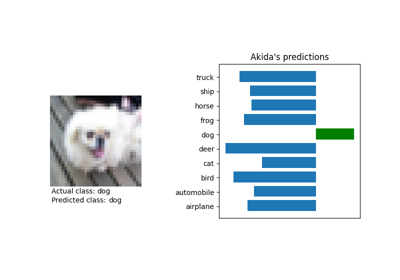 Akida's predictions
truck
ship
horse
frog
dog
deer
cat
bird
automobile
airplane
Actual class: dog
Predicted class: dog